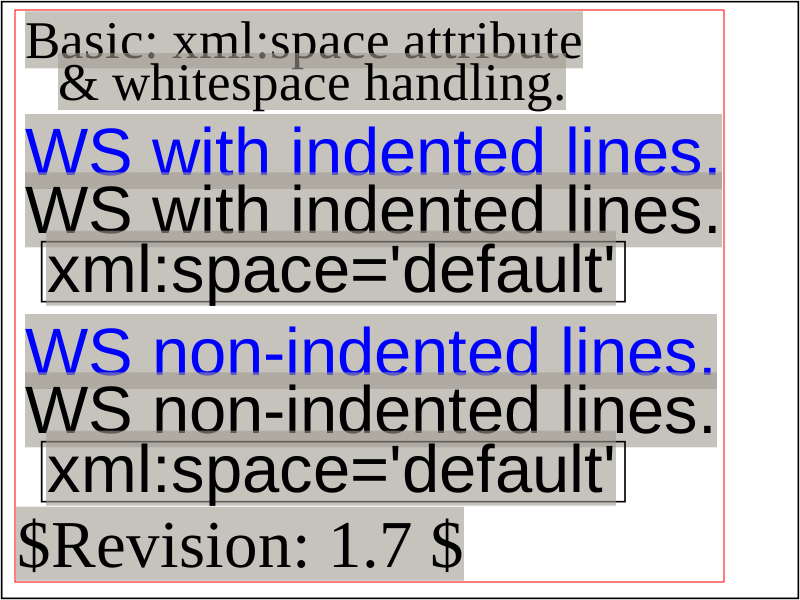 Basic: xml:space attribute
& whitespace handling.
WS with indented lines.
WS with indented lines.
xml:space='default'
WS non-indented lines.
WS non-indented lines.
xml:space='default'
$Revision: 1.7 $